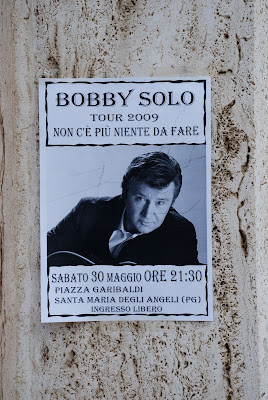 BOBBY SOLO
TOUR 2009
NON C'È PIÙ NIENTE DA FARE
SABATO 30 MAGGIO ORE 21:30
PIAZZA GARIBALDI
SANTA MARIA DEGLI ANGELI (PG)
INGRESSO LIBERO